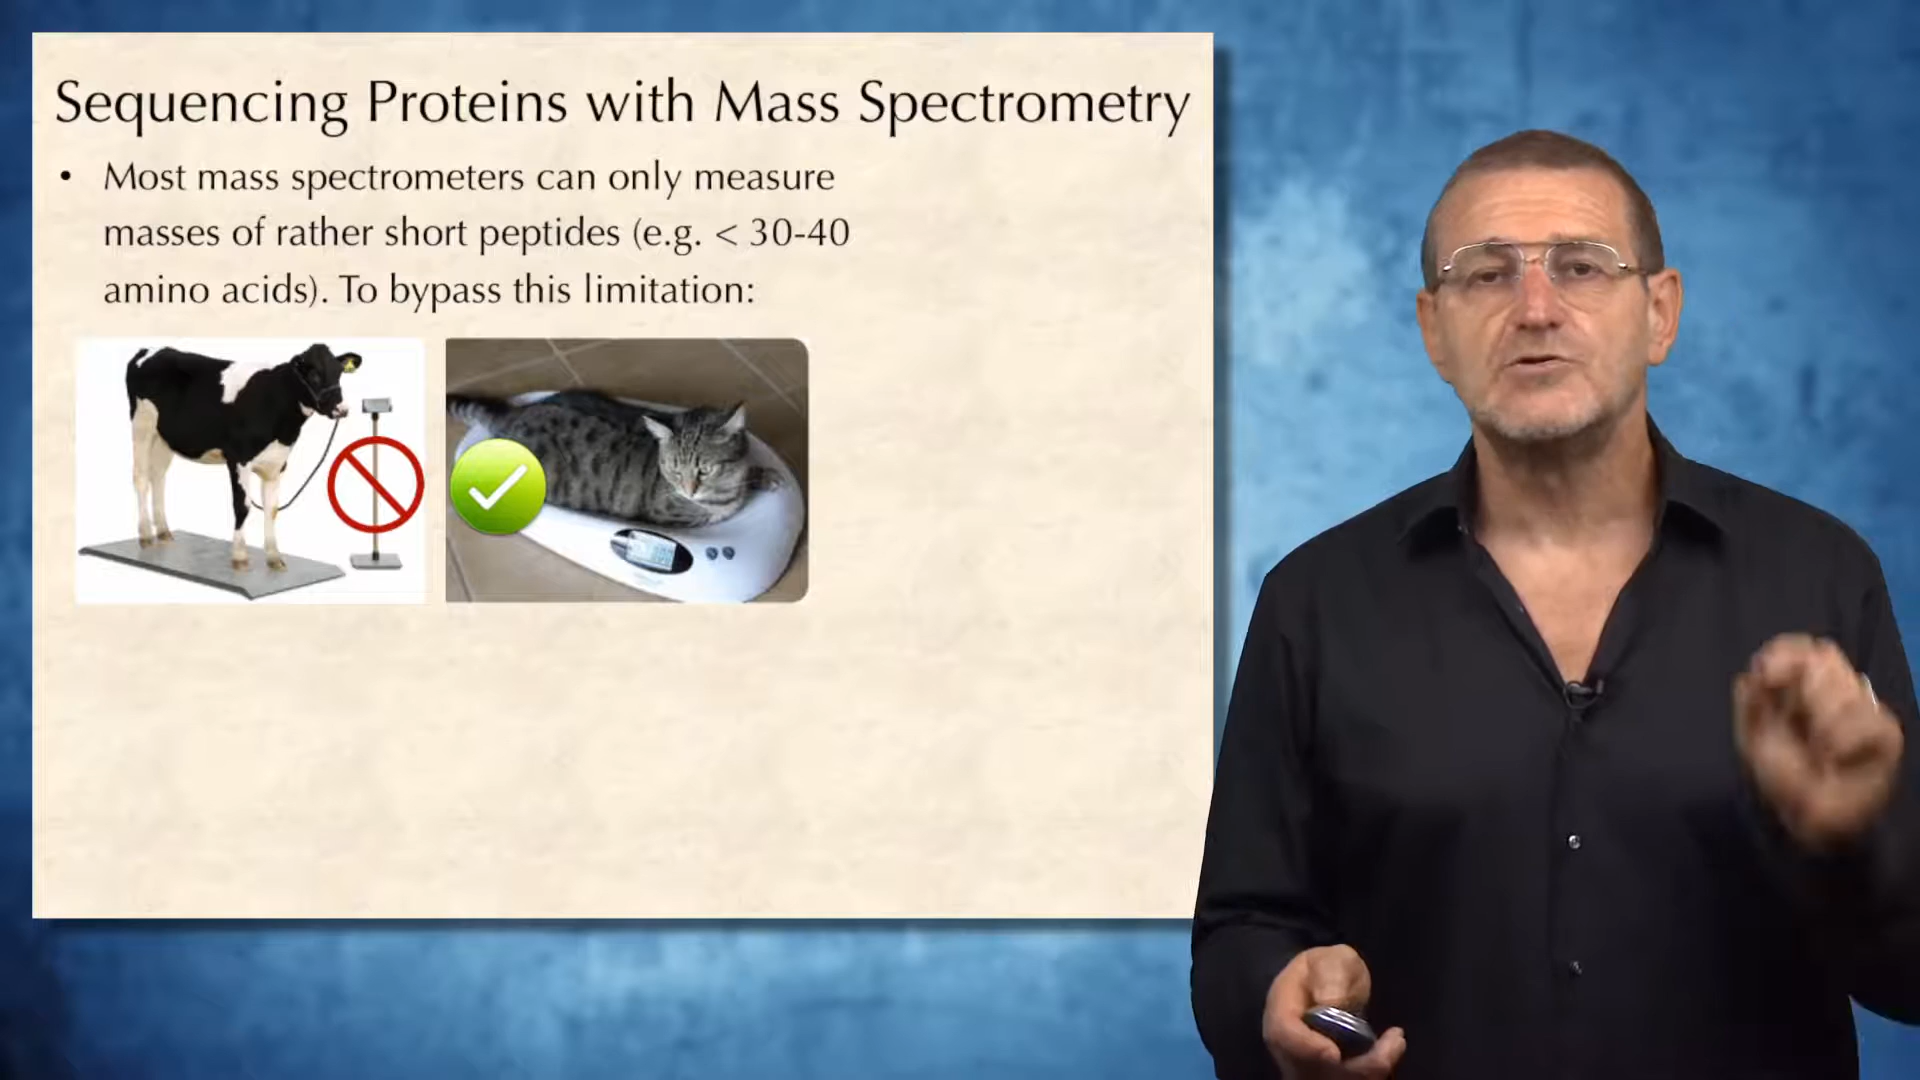 Sequencing Proteins with Mass Spectrometry
• Most mass spectrometers can only measure
masses of rather short peptides (e.g. < 30-40
amino acids). To bypass this limitation: